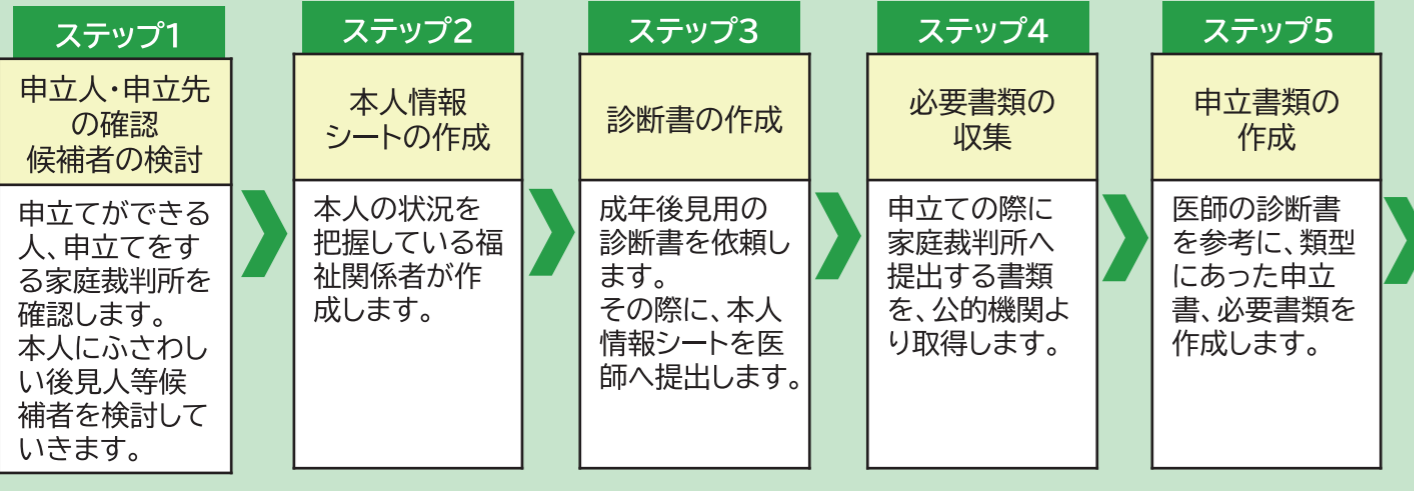 ステップ1
申立人・申立先
の確認
候補者の検討
申立てができる
人、申立てをす
る家庭裁判所を
確認します。
本人にふさわし
い後見人等候
補者を検討して
いきます。
ステップ2
本人情報
シートの作成
本人の状況を
把握している福
祉関係者が作
成します。
ステップ3
診断書の作成
成年後見用の
診断書を依頼し
ます。
その際に、本人
情報シートを医
師へ提出します。
ステップ4
必要書類の
収集
申立ての際に
家庭裁判所へ
提出する書類
を、公的機関よ
り取得します。
ステップ5
申立書類の
作成
医師の診断書
を参考に、類型
にあった申立
書、必要書類を
作成します。